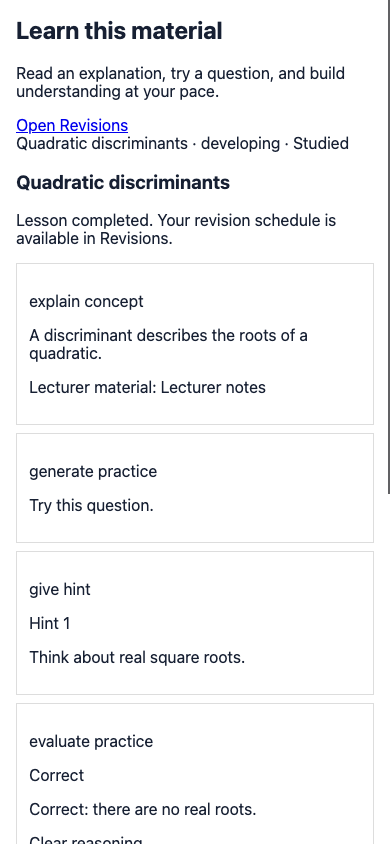 Learn this material
Read an explanation, try a question, and build
understanding at your pace.
Open Revisions
Quadratic discriminants · developing · Studied
Quadratic discriminants
Lesson completed. Your revision schedule is
available in Revisions.
explain concept
A discriminant describes the roots of a
quadratic.
Lecturer material: Lecturer notes
generate practice
Try this question.
give hint
Hint 1
Think about real square roots.
evaluate practice
Correct
Correct: there are no real roots.
Clear reasoning.